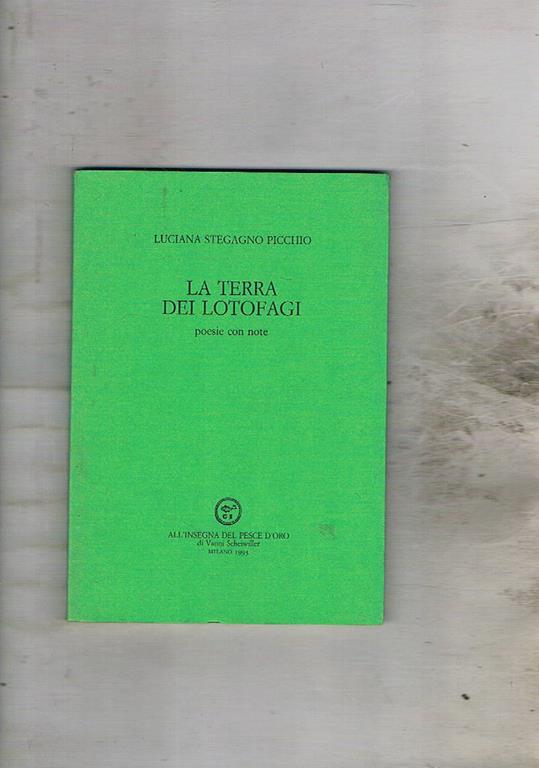 LUCIANA STEGAGNO PICCHIO
LA TERRA
DEI LOTOFAGI
poesie con note
G S
ALL'INSEGNA DEL PESCE D'ORO
di Vanni Scheiwiller
MILANO 1993